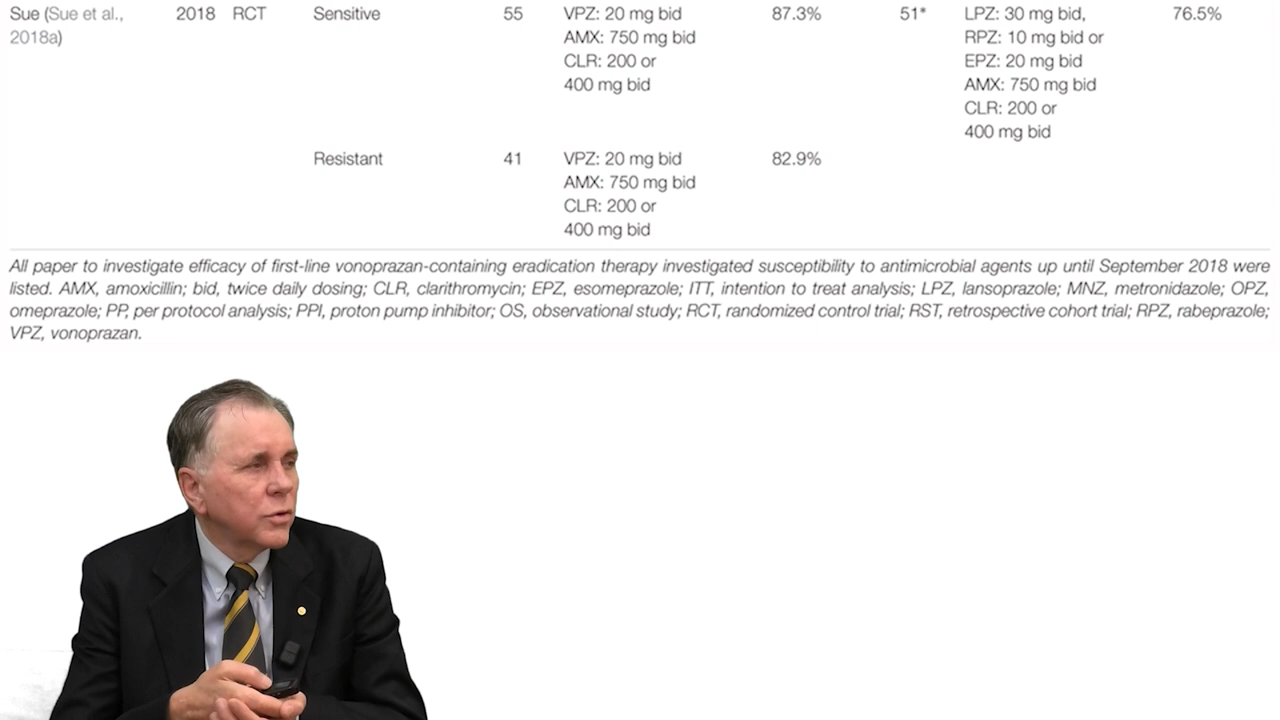 Sue (Sue et al., 2018 RCT Sensitive 55 VPZ: 20 mg bid 87.3% 51* LPZ: 30 mg bid, 76.5%
2018a) AMX: 750 mg bid RPZ: 10 mg bid or
CLR: 200 or EPZ: 20 mg bid
400 mg bid AMX: 750 mg bid
CLR: 200 or
400 mg bid
Resistant 41 VPZ: 20 mg bid 82.9%
AMX: 750 mg bid
CLR: 200 or
400 mg bid
All paper to investigate efficacy of first-line vonoprazan-containing eradication therapy investigated susceptibility to antimicrobial agents up until September 2018 were
listed. AMX, amoxicillin; bid, twice daily dosing; CLR, clarithromycin; EPZ, esomeprazole; ITT, intention to treat analysis; LPZ, lansoprazole; MNZ, metronidazole; OPZ,
omeprazole; PP, per protocol analysis; PPI, proton pump inhibitor; OS, observational study; RCT, randomized control trial; RST, retrospective cohort trial; RPZ, rabeprazole;
VPZ, vonoprazan.